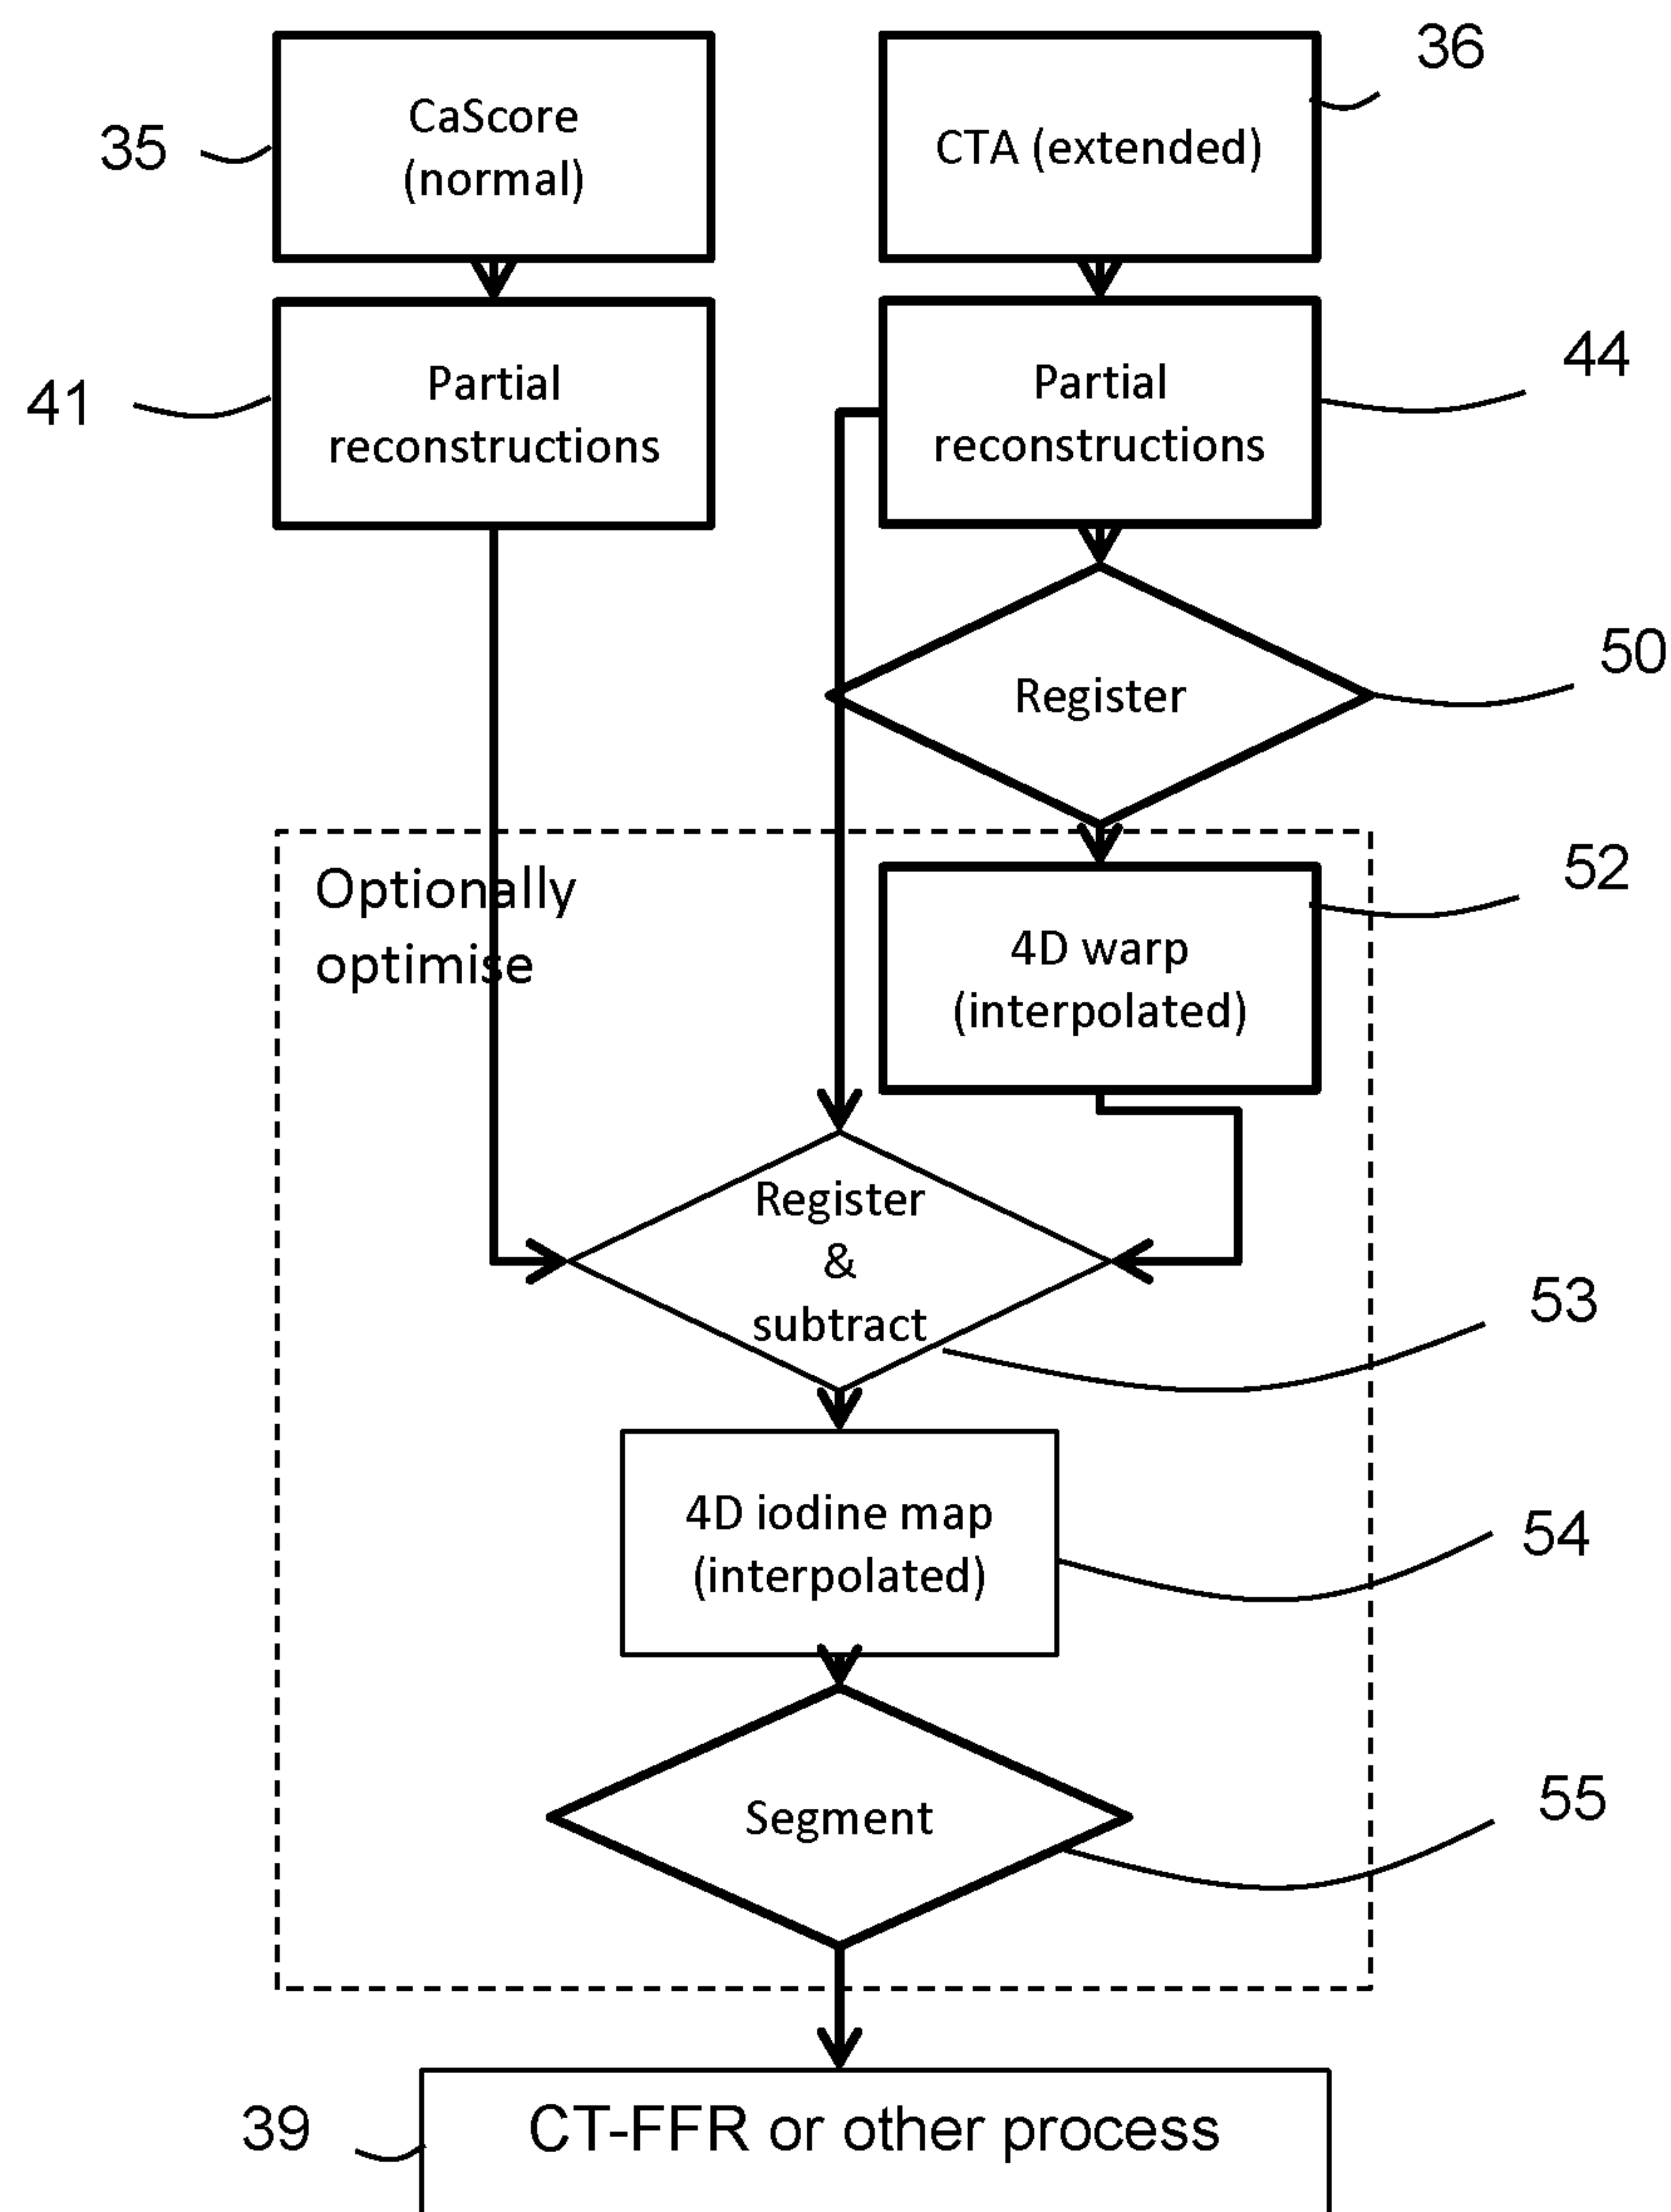 36
CaScore
(normal)
CTA (extended)
35
Partial
reconstructions
Partial
reconstructions
44
41
Register
50
Optionally
optimise
52
4D warp
(interpolated)
Register
&
subtract
53
4D iodine map
(interpolated)
54
Segment
55
39
CT-FFR or other process